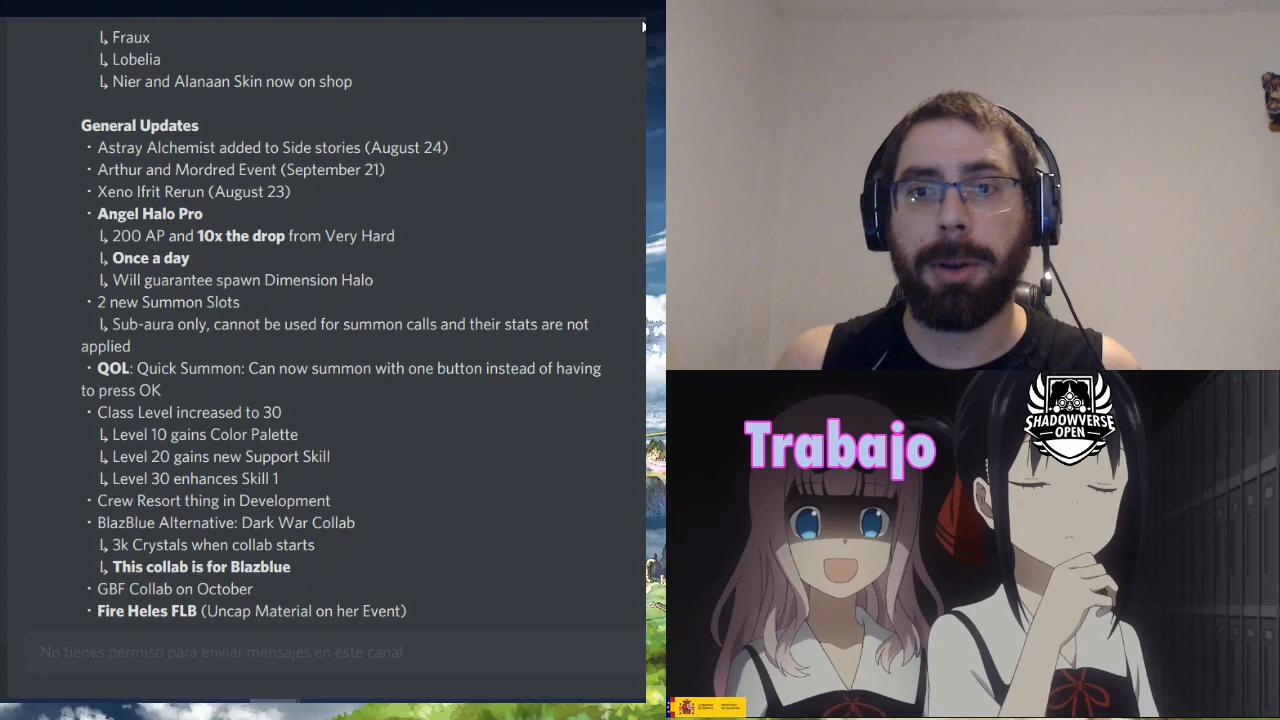 ↳ Fraux
↳ Lobelia
↳ Nier and Alanaan Skin now on shop
General Updates
・Astray Alchemist added to Side stories (August 24)
・Arthur and Mordred Event (September 21)
・Xeno Ifrit Rerun (August 23)
・Angel Halo Pro
↳ 200 AP and 10x the drop from Very Hard
↳ Once a day
↳ Will guarantee spawn Dimension Halo
・2 new Summon Slots
↳ Sub-aura only, cannot be used for summon calls and their stats are not
applied
・QOL: Quick Summon: Can now summon with one button instead of having
to press OK
・Class Level increased to 30
↳ Level 10 gains Color Palette
↳ Level 20 gains new Support Skill
↳ Level 30 enhances Skill 1
・Crew Resort thing in Development
・BlazBlue Alternative: Dark War Collab
↳ 3k Crystals when collab starts
↳ This collab is for Blazblue
・GBF Collab on October
・Fire Heles FLB (Uncap Material on her Event)
No tienes permiso para enviar mensajes en este canal.
Trabajo
SHADOWVERSE
OPEN